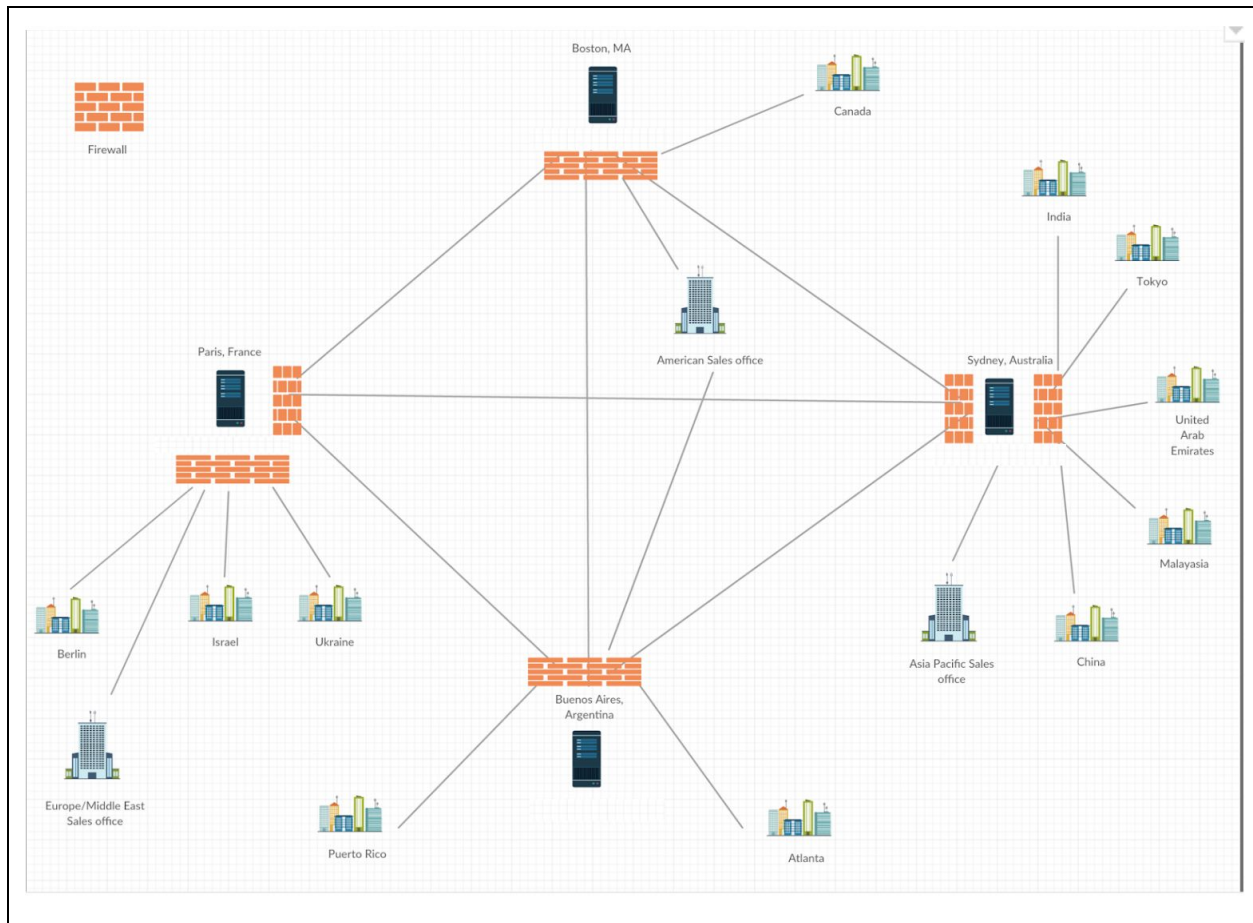 Boston, MA
Canada
Firewall
India
Tokyo
Paris, France
American Sales office
Sydney, Australia
United
Arab
Emirates
Malayasia
Berlin
Israel
Ukraine
Asia Pacific Sales
office
China
Buenos Aires,
Argentina
Europe/Middle East
Sales office
Puerto Rico
Atlanta